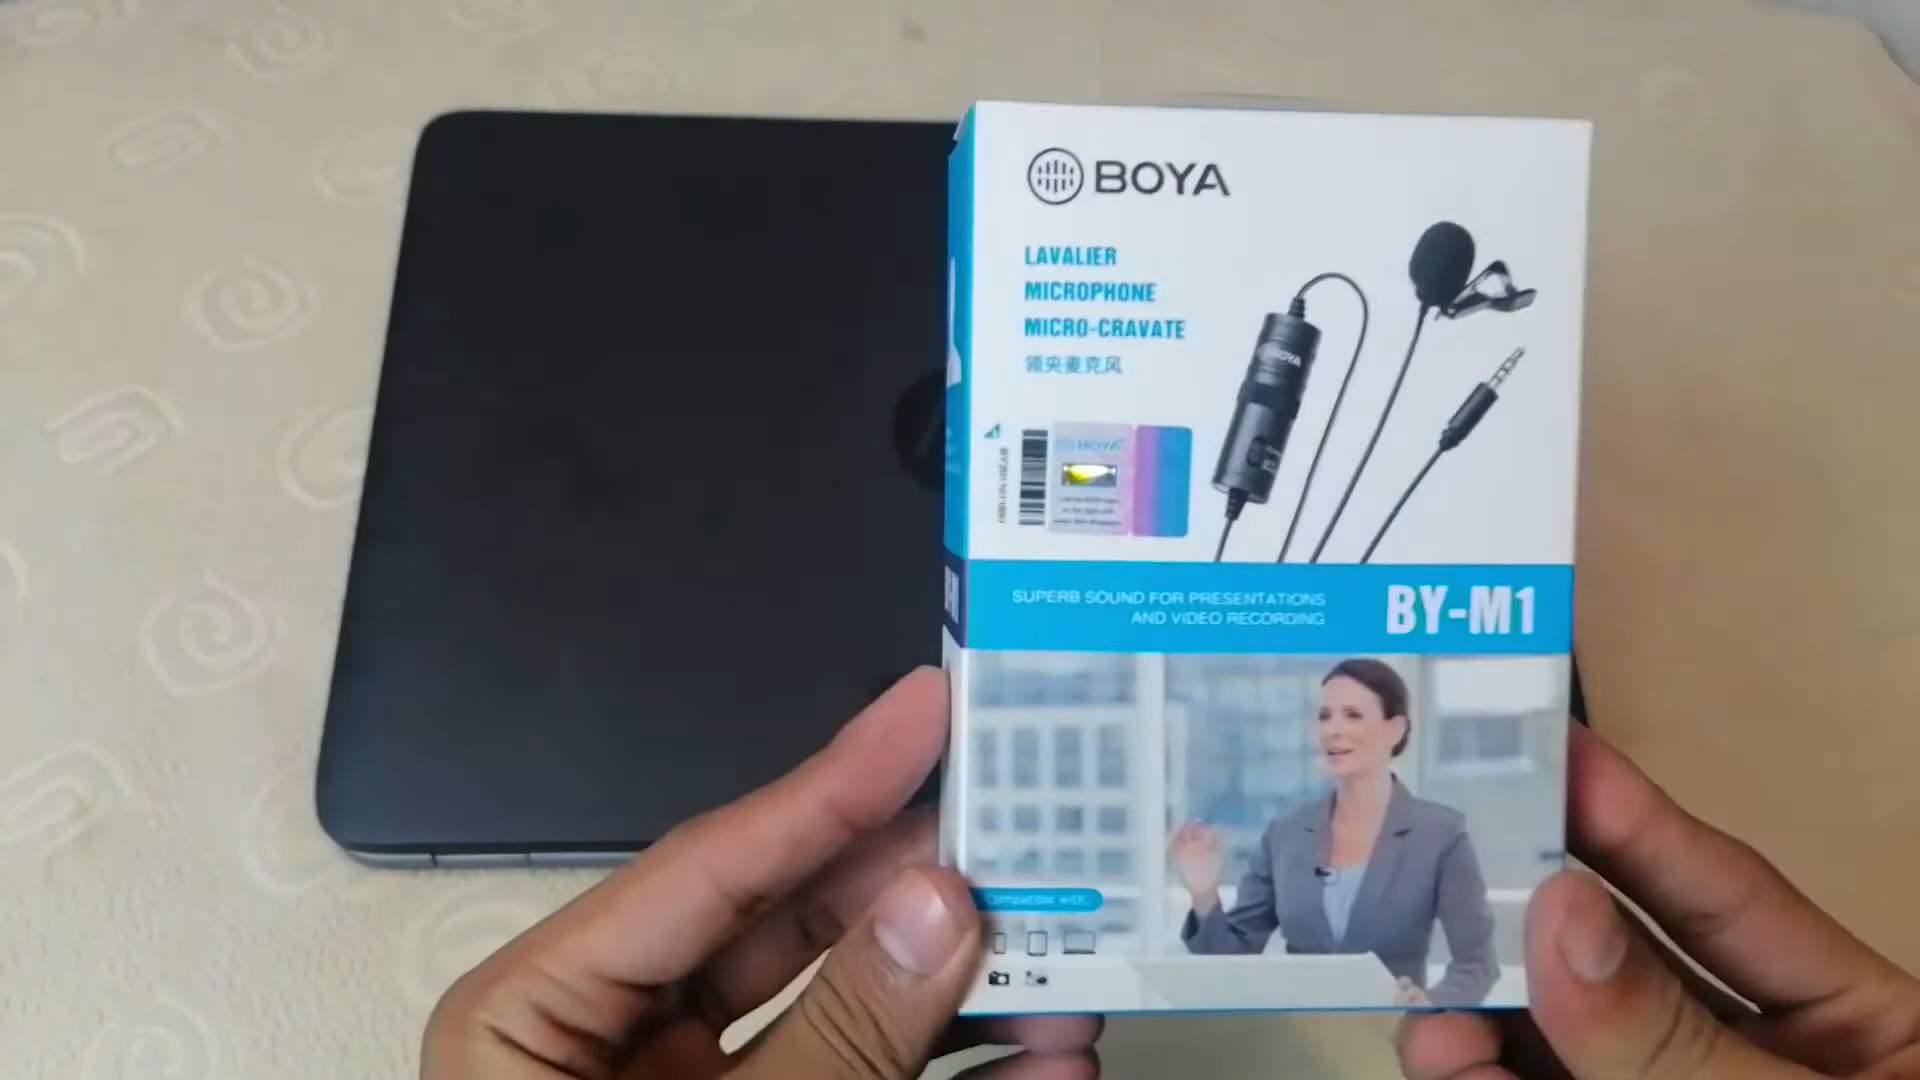 BOYA
LAVALIER
MICROPHONE
MICRO-CRAVATE
领夹麦克风
BOYA
BOYA
SUPERB SOUND FOR PRESENTATIONS
AND VIDEO RECORDING
BY-M1
Compatible with